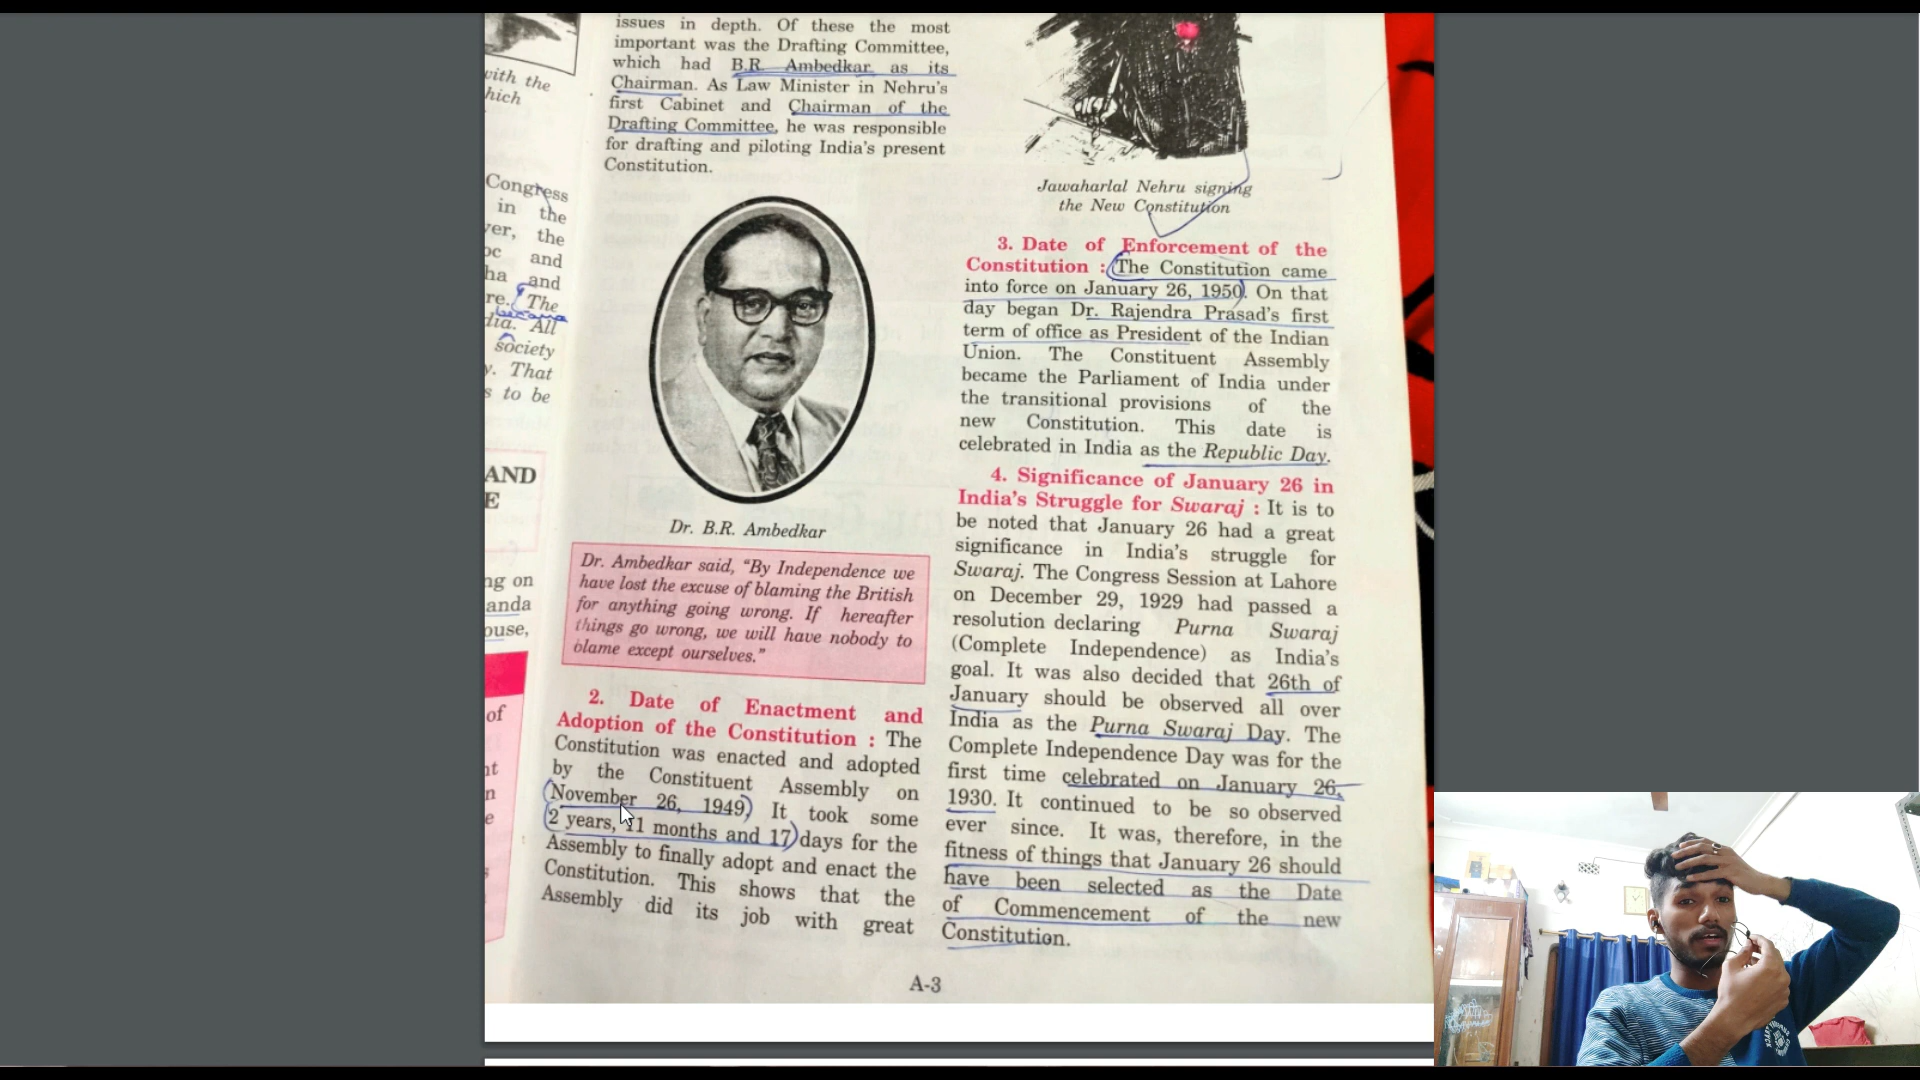 with the
hich
Congress
in the
ver, the
oc and
ha and
re. The
became
dia. All
society
y. That
s to be
AND
E
ng on
anda
ouse,
of
nt
n
e
issues in depth. Of these the most
important was the Drafting Committee,
which had B.R. Ambedkar as its
Chairman. As Law Minister in Nehru's
first Cabinet and Chairman of the
Drafting Committee, he was responsible
for drafting and piloting India's present
Constitution.
Dr. B.R. Ambedkar
Dr. Ambedkar said, "By Independence we
have lost the excuse of blaming the British
for anything going wrong. If hereafter
things go wrong, we will have nobody to
blame except ourselves."
2. Date of Enactment and
Adoption of the Constitution : The
Constitution was enacted and adopted
by the Constituent Assembly on
November 26, 1949. It took some
2 years, 11 months and 17 days for the
Assembly to finally adopt and enact the
Constitution. This shows that the
Assembly did its job with great
Jawaharlal Nehru signing
the New Constitution
3. Date of Enforcement of the
Constitution : The Constitution came
into force on January 26, 1950. On that
day began Dr. Rajendra Prasad's first
term of office as President of the Indian
Union. The Constituent Assembly
became the Parliament of India under
the transitional provisions of the
new Constitution. This date is
celebrated in India as the Republic Day.
4. Significance of January 26 in
India's Struggle for Swaraj : It is to
be noted that January 26 had a great
significance in India's struggle for
Swaraj. The Congress Session at Lahore
on December 29, 1929 had passed a
resolution declaring Purna Swaraj
(Complete Independence) as India's
goal. It was also decided that 26th of
January should be observed all over
India as the Purna Swaraj Day. The
Complete Independence Day was for the
first time celebrated on January 26,
1930. It continued to be so observed
ever since. It was, therefore, in the
fitness of things that January 26 should
have been selected as the Date
of Commencement of the new
Constitution.
A-3